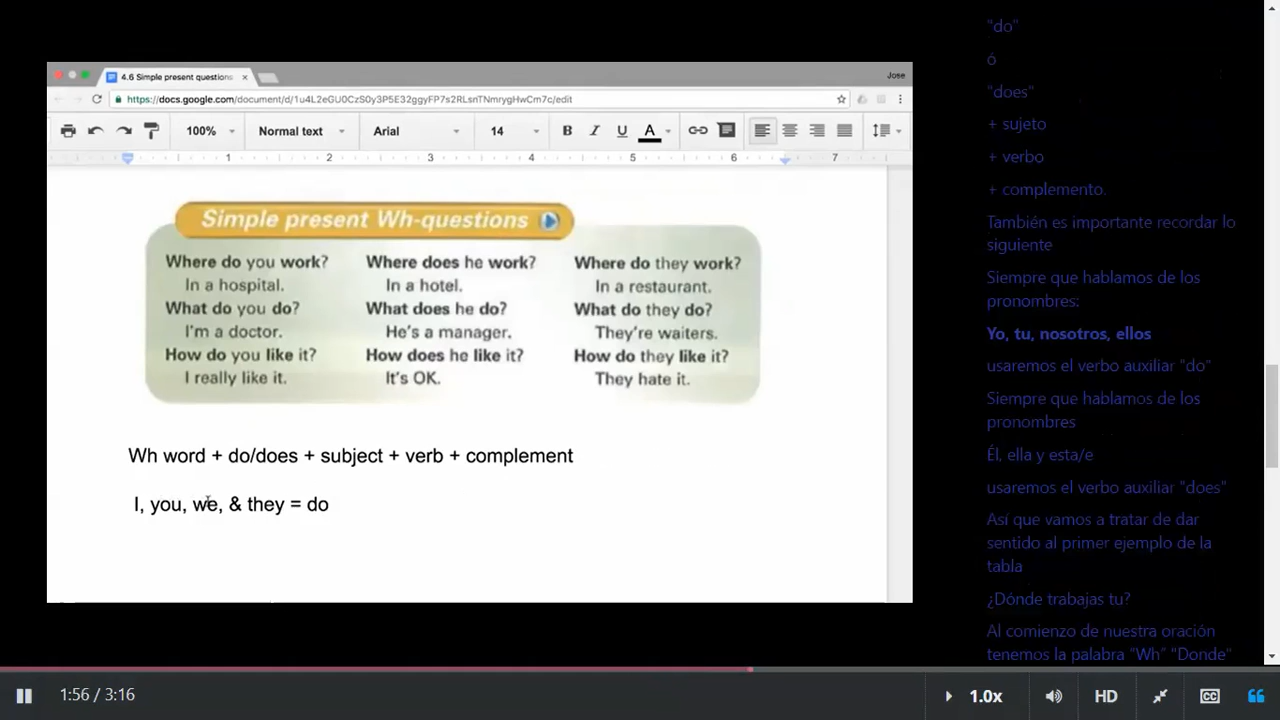 4.6 Simple present questions
Jose
https://docs.google.com/document/d/1u4L2eGU0CzS0y3P5E32ggyFP7s2RLsnTNmrygHwCm7c/edit
100% Normal text Arial 14 B I U A
1 2 3 4 5 6 7
Simple present Wh-questions
Where do you work?
In a hospital.
What do you do?
I'm a doctor.
How do you like it?
I really like it.
Where does he work?
In a hotel.
What does he do?
He's a manager.
How does he like it?
It's OK.
Where do they work?
In a restaurant.
What do they do?
They're waiters.
How do they like it?
They hate it.
Wh word + do/does + subject + verb + complement
I, you, we, & they = do
"do"
ó
"does"
+ sujeto
+ verbo
+ complemento.
También es importante recordar lo
siguiente
Siempre que hablamos de los
pronombres:
Yo, tu, nosotros, ellos
usaremos el verbo auxiliar "do"
Siempre que hablamos de los
pronombres
Él, ella y esta/e
usaremos el verbo auxiliar "does"
Así que vamos a tratar de dar
sentido al primer ejemplo de la
tabla
¿Dónde trabajas tu?
Al comienzo de nuestra oración
tenemos la palabra "Wh" "Donde"
1:56 / 3:16
1.0x
HD
CC